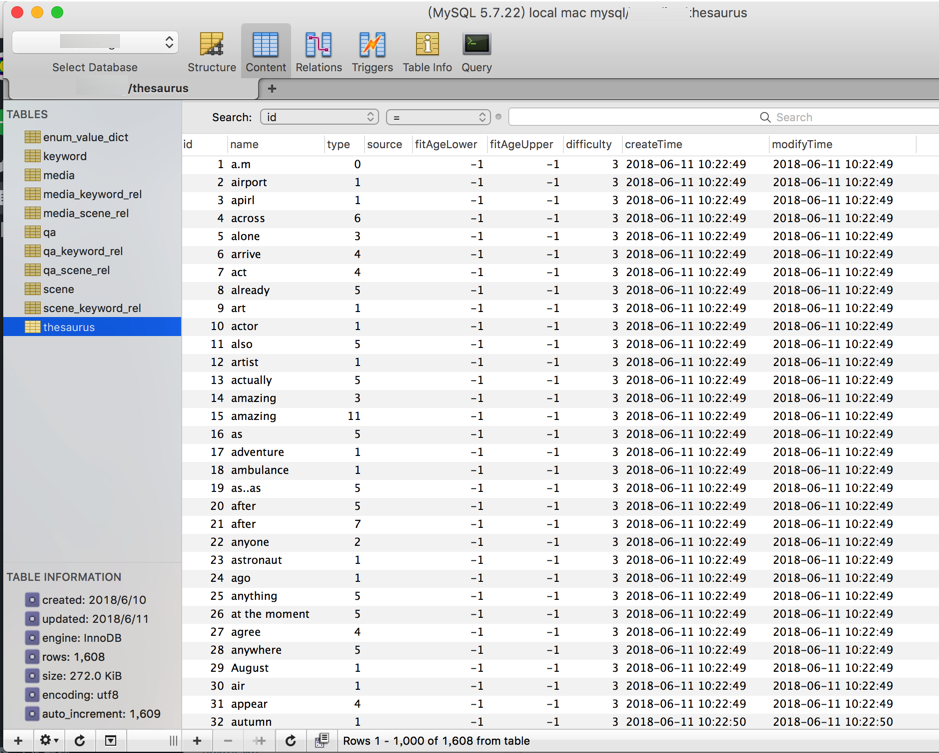 (MySQL 5.7.22) local mac mysql/ :hesaurus
Select Database
Structure Content Relations Triggers Table Info Query
/thesaurus +
TABLES
enum_value_dict
keyword
media
media_keyword_rel
media_scene_rel
qa
qa_keyword_rel
qa_scene_rel
scene
scene_keyword_rel
thesaurus
TABLE INFORMATION
created: 2018/6/10
updated: 2018/6/11
engine: InnoDB
rows: 1,608
size: 272.0 KiB
encoding: utf8
auto_increment: 1,609
Search: id = Search
id name type source fitAgeLower fitAgeUpper difficulty createTime modifyTime
1 a.m 0 -1 -1 3 2018-06-11 10:22:49 2018-06-11 10:22:49
2 airport 1 -1 -1 3 2018-06-11 10:22:49 2018-06-11 10:22:49
3 apirl 1 -1 -1 3 2018-06-11 10:22:49 2018-06-11 10:22:49
4 across 6 -1 -1 3 2018-06-11 10:22:49 2018-06-11 10:22:49
5 alone 3 -1 -1 3 2018-06-11 10:22:49 2018-06-11 10:22:49
6 arrive 4 -1 -1 3 2018-06-11 10:22:49 2018-06-11 10:22:49
7 act 4 -1 -1 3 2018-06-11 10:22:49 2018-06-11 10:22:49
8 already 5 -1 -1 3 2018-06-11 10:22:49 2018-06-11 10:22:49
9 art 1 -1 -1 3 2018-06-11 10:22:49 2018-06-11 10:22:49
10 actor 1 -1 -1 3 2018-06-11 10:22:49 2018-06-11 10:22:49
11 also 5 -1 -1 3 2018-06-11 10:22:49 2018-06-11 10:22:49
12 artist 1 -1 -1 3 2018-06-11 10:22:49 2018-06-11 10:22:49
13 actually 5 -1 -1 3 2018-06-11 10:22:49 2018-06-11 10:22:49
14 amazing 3 -1 -1 3 2018-06-11 10:22:49 2018-06-11 10:22:49
15 amazing 11 -1 -1 3 2018-06-11 10:22:49 2018-06-11 10:22:49
16 as 5 -1 -1 3 2018-06-11 10:22:49 2018-06-11 10:22:49
17 adventure 1 -1 -1 3 2018-06-11 10:22:49 2018-06-11 10:22:49
18 ambulance 1 -1 -1 3 2018-06-11 10:22:49 2018-06-11 10:22:49
19 as..as 5 -1 -1 3 2018-06-11 10:22:49 2018-06-11 10:22:49
20 after 5 -1 -1 3 2018-06-11 10:22:49 2018-06-11 10:22:49
21 after 7 -1 -1 3 2018-06-11 10:22:49 2018-06-11 10:22:49
22 anyone 2 -1 -1 3 2018-06-11 10:22:49 2018-06-11 10:22:49
23 astronaut 1 -1 -1 3 2018-06-11 10:22:49 2018-06-11 10:22:49
24 ago 1 -1 -1 3 2018-06-11 10:22:49 2018-06-11 10:22:49
25 anything 5 -1 -1 3 2018-06-11 10:22:49 2018-06-11 10:22:49
26 at the moment 5 -1 -1 3 2018-06-11 10:22:49 2018-06-11 10:22:49
27 agree 4 -1 -1 3 2018-06-11 10:22:49 2018-06-11 10:22:49
28 anywhere 5 -1 -1 3 2018-06-11 10:22:49 2018-06-11 10:22:49
29 August 1 -1 -1 3 2018-06-11 10:22:49 2018-06-11 10:22:49
30 air 1 -1 -1 3 2018-06-11 10:22:49 2018-06-11 10:22:49
31 appear 4 -1 -1 3 2018-06-11 10:22:49 2018-06-11 10:22:49
32 autumn 1 -1 -1 3 2018-06-11 10:22:50 2018-06-11 10:22:50
Rows 1 - 1,000 of 1,608 from table